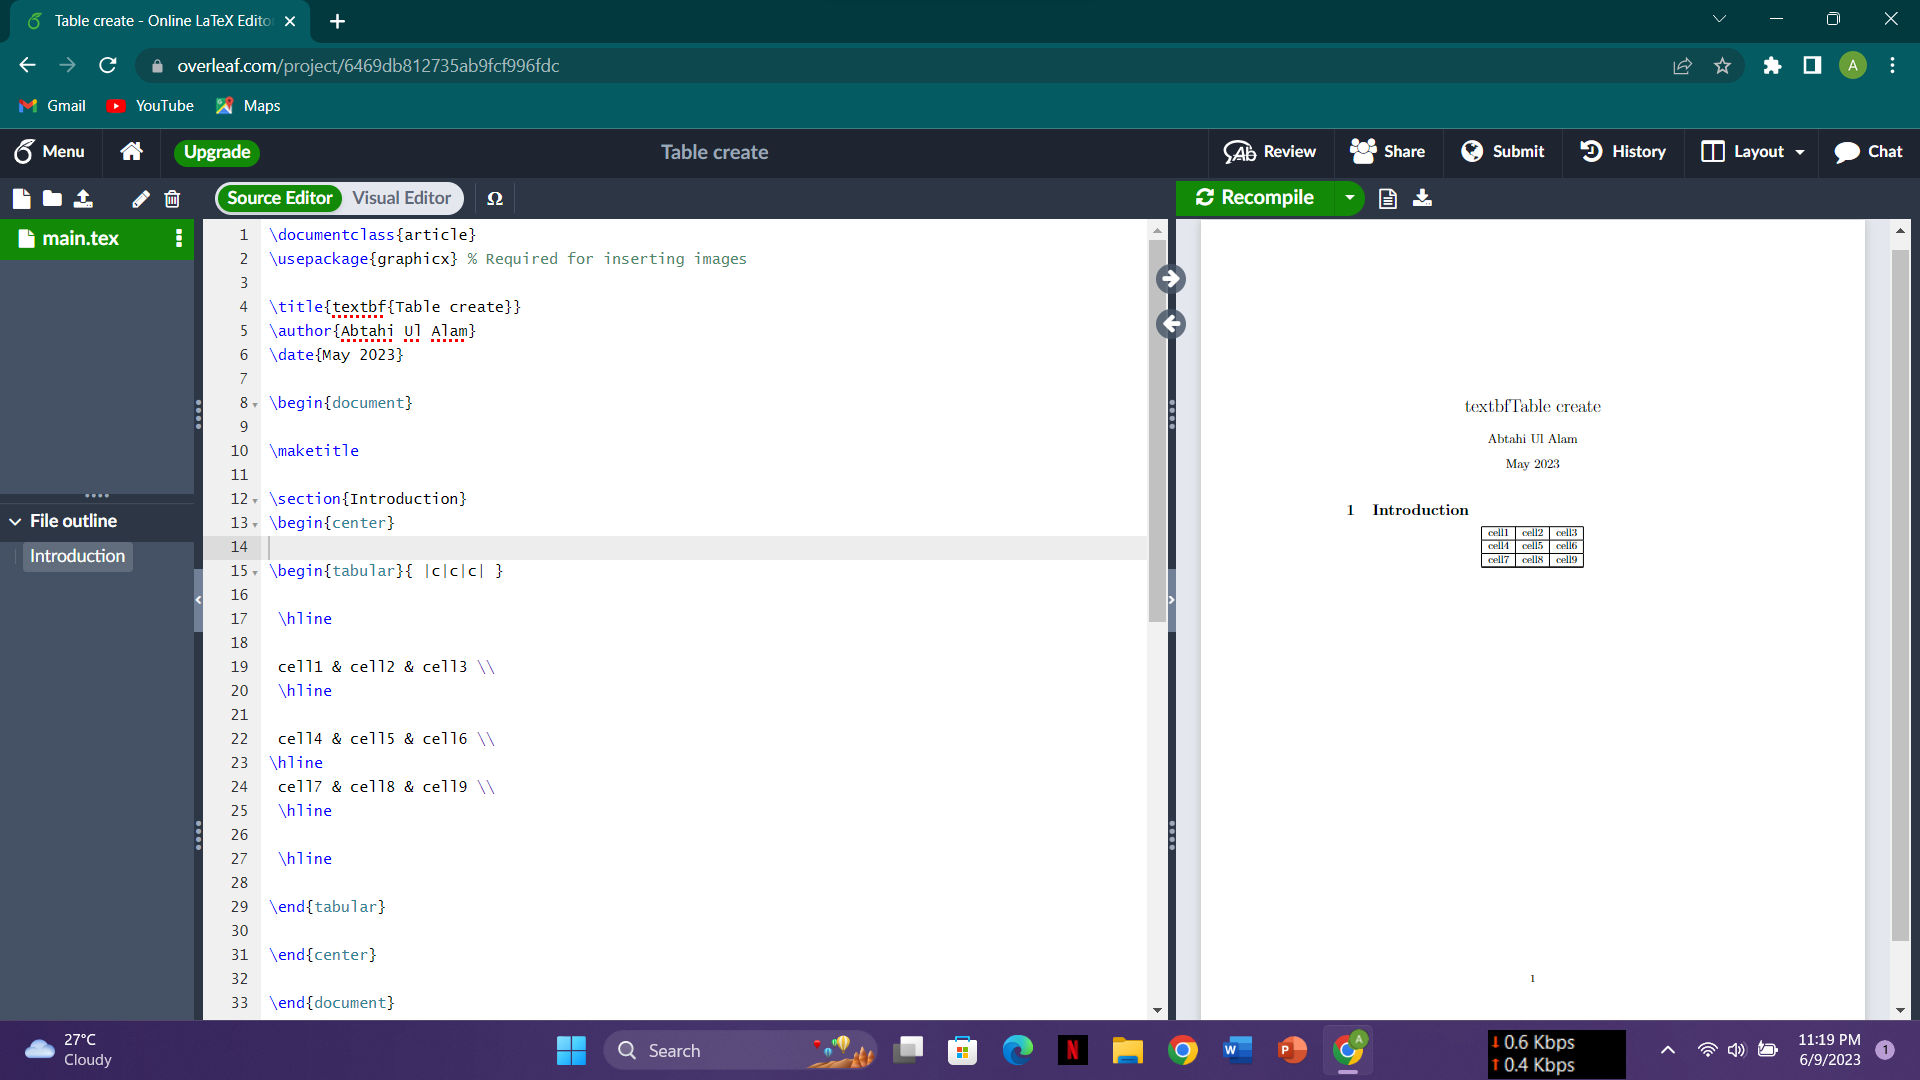 Table create - Online LaTeX Edito
overleaf.com/project/6469db812735ab9fcf996fdc
A
Gmail
YouTube
Maps
Menu
Upgrade
Table create
Review
Share
Submit
History
Layout
Chat
Source Editor
Visual Editor
Ω
Recompile
main.tex
File outline
Introduction
1 \documentclass{article}
2 \usepackage{graphicx} % Required for inserting images
3
4 \title{textbf{Table create}}
5 \author{Abtahi Ul Alam}
6 \date{May 2023}
7
8 \begin{document}
9
10 \maketitle
11
12 \section{Introduction}
13 \begin{center}
14
15 \begin{tabular}{ |c|c|c| }
16
17 \hline
18
19 cell1 & cell2 & cell3 \\
20 \hline
21
22 cell4 & cell5 & cell6 \\
23 \hline
24 cell7 & cell8 & cell9 \\
25 \hline
26
27 \hline
28
29 \end{tabular}
30
31 \end{center}
32
33 \end{document}
textbfTable create
Abtahi Ul Alam
May 2023
1 Introduction
cell1 cell2 cell3
cell4 cell5 cell6
cell7 cell8 cell9
1
27°C
Cloudy
Search
N
W
P
A
0.6 Kbps
0.4 Kbps
11:19 PM
6/9/2023
1